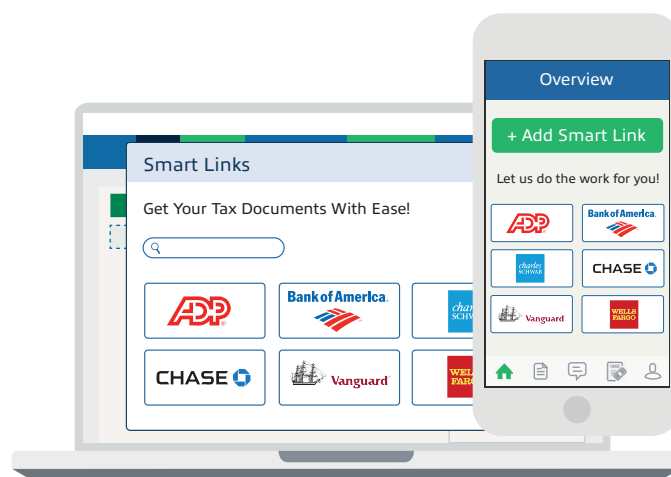 Smart Links
Get Your Tax Documents With Ease!
ADP
Bank of America
CHASE
Vanguard
Overview
+ Add Smart Link
Let us do the work for you!
ADP
Bank of America
charles
SCHWAB
CHASE
Vanguard
WELLS
FARGO